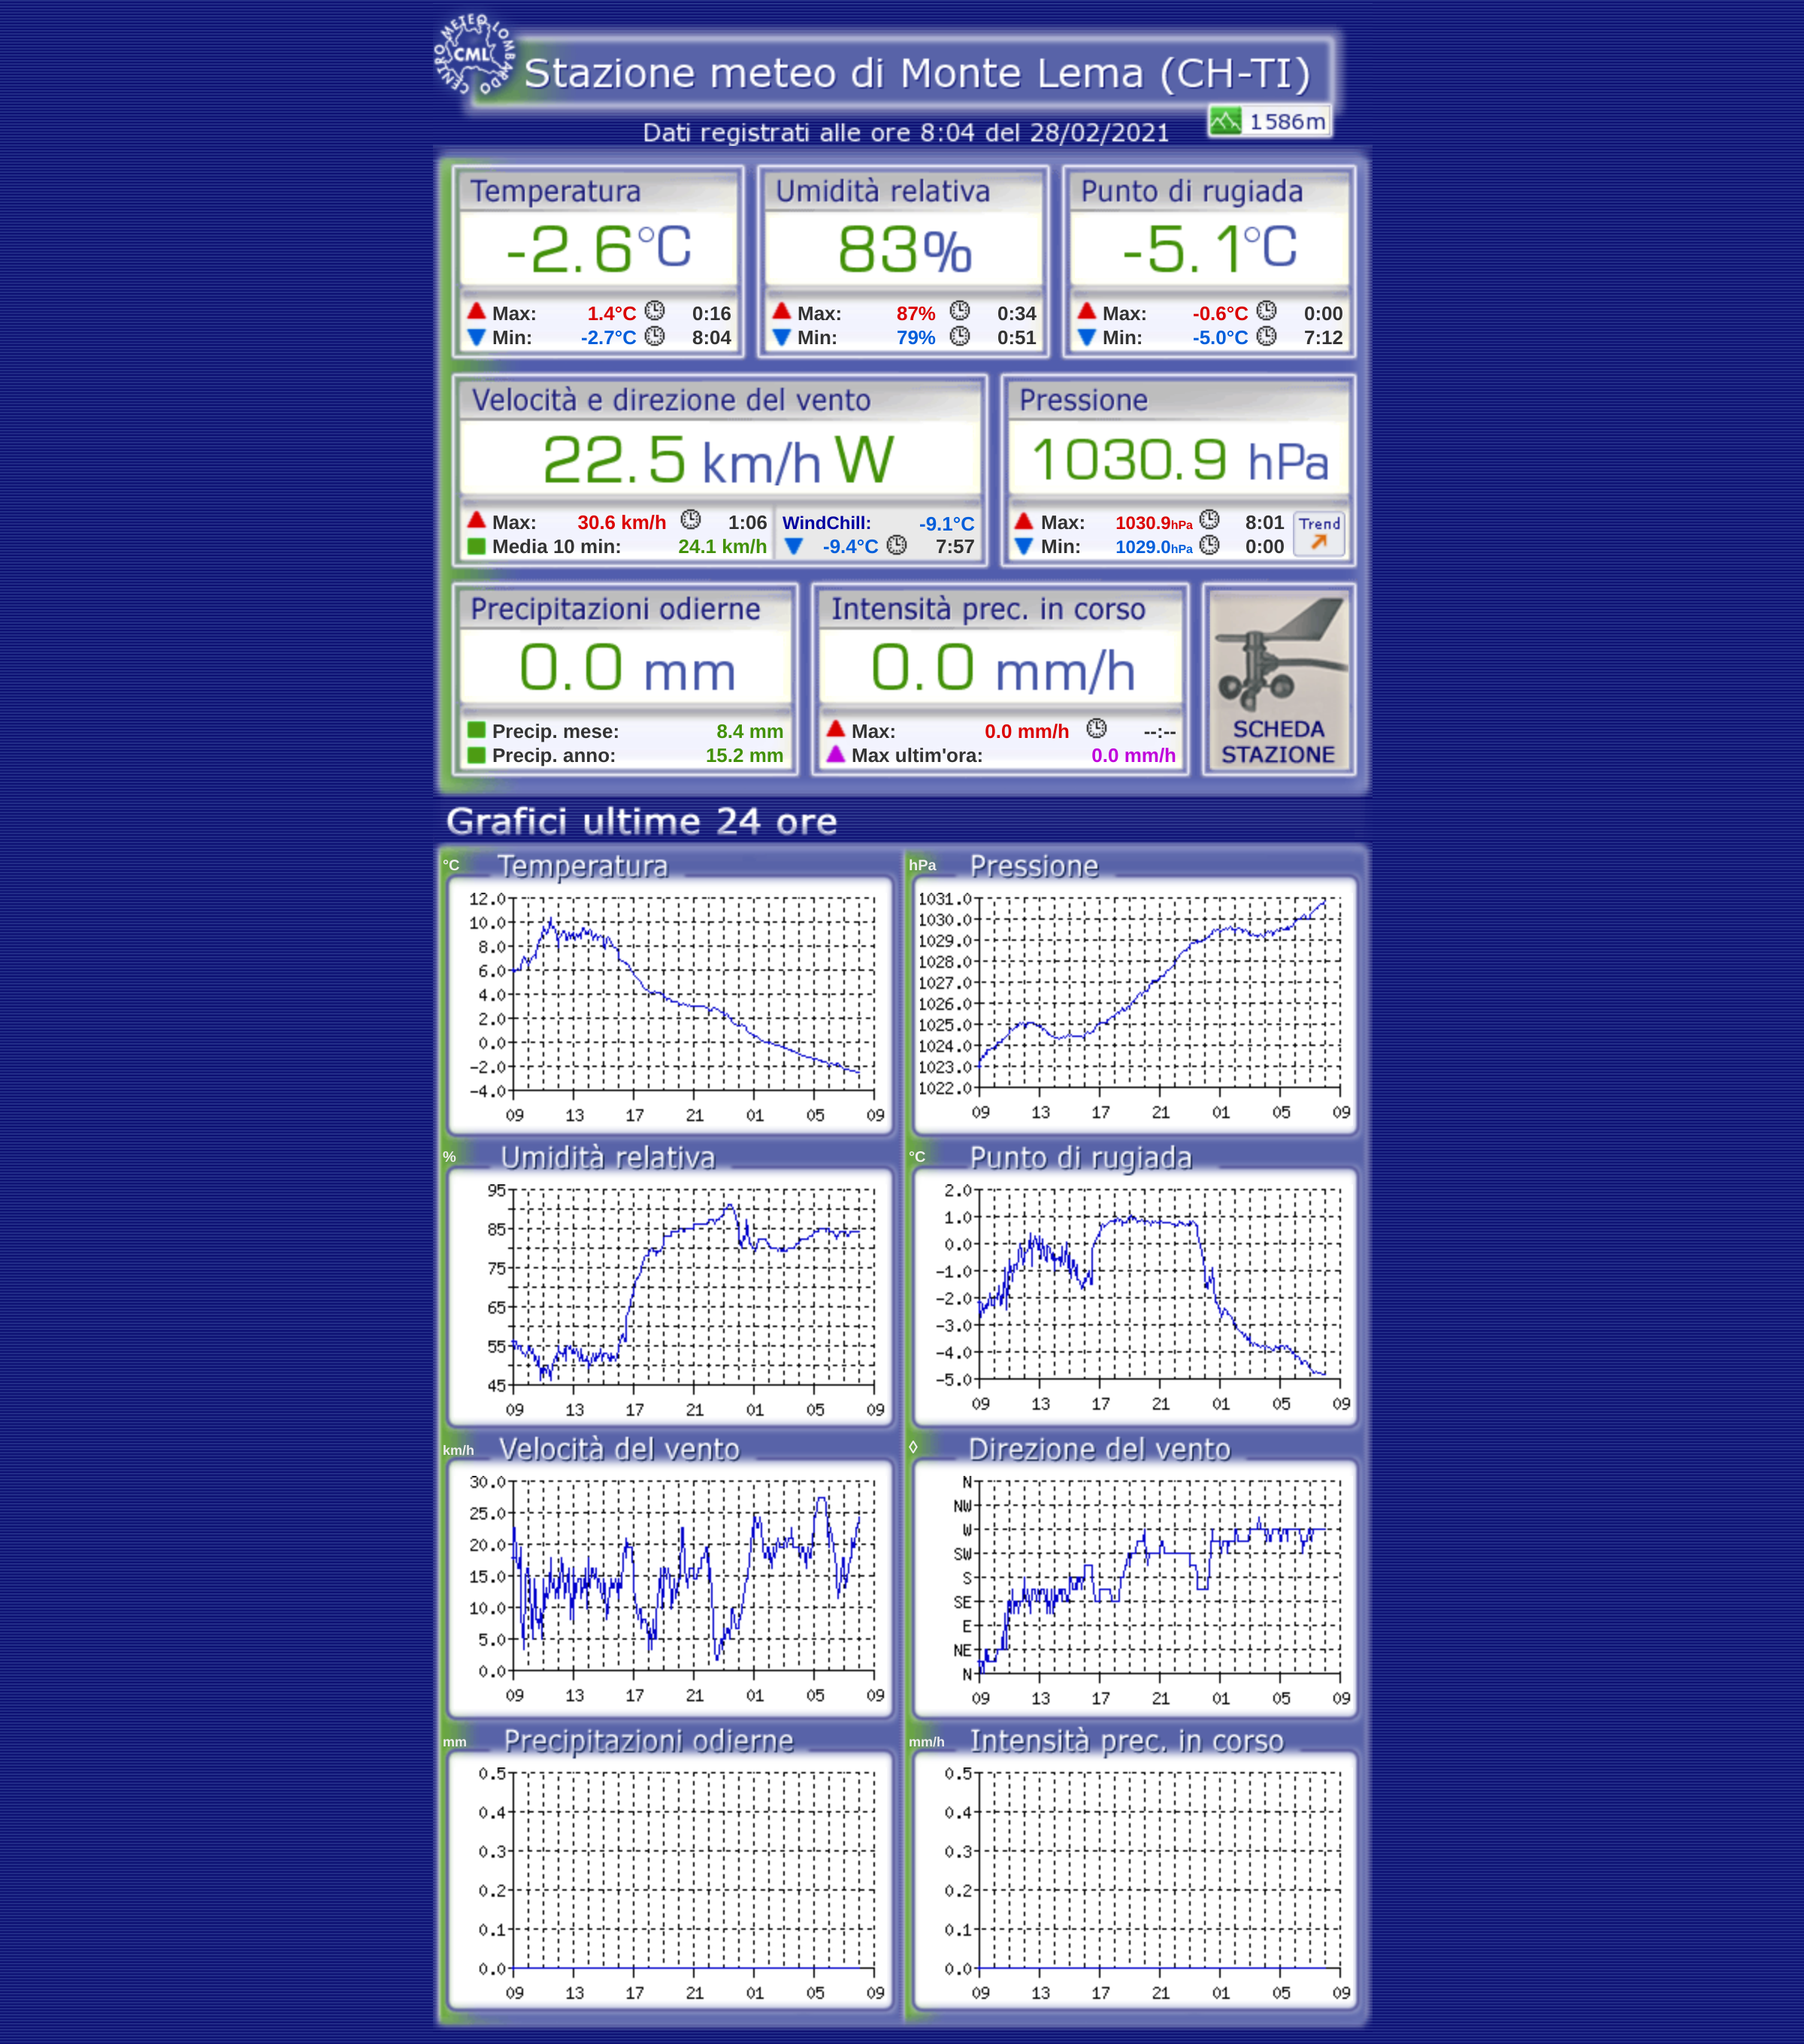 CENTRO METEO LOMBARDO
CML
Stazione meteo di Monte Lema (CH-TI)
1586m
Dati registrati alle ore 8:04 del 28/02/2021
Temperatura
-2.6°C
Max: 1.4°C 0:16
Min: -2.7°C 8:04
Umidità relativa
83%
Max: 87% 0:34
Min: 79% 0:51
Punto di rugiada
-5.1°C
Max: -0.6°C 0:00
Min: -5.0°C 7:12
Velocità e direzione del vento
22.5 km/h W
Max: 30.6 km/h 1:06
Media 10 min: 24.1 km/h
WindChill: -9.1°C
-9.4°C 7:57
Pressione
1030.9 hPa
Max: 1030.9hPa 8:01
Min: 1029.0hPa 0:00
Trend
Precipitazioni odierne
0.0 mm
Precip. mese: 8.4 mm
Precip. anno: 15.2 mm
Intensità prec. in corso
0.0 mm/h
Max: 0.0 mm/h --:--
Max ultim'ora: 0.0 mm/h
SCHEDA
STAZIONE
Grafici ultime 24 ore
°C Temperatura
12.0
10.0
8.0
6.0
4.0
2.0
0.0
-2.0
-4.0
09 13 17 21 01 05 09
hPa Pressione
1031.0
1030.0
1029.0
1028.0
1027.0
1026.0
1025.0
1024.0
1023.0
1022.0
09 13 17 21 01 05 09
% Umidità relativa
95
85
75
65
55
45
09 13 17 21 01 05 09
°C Punto di rugiada
2.0
1.0
0.0
-1.0
-2.0
-3.0
-4.0
-5.0
09 13 17 21 01 05 09
km/h Velocità del vento
30.0
25.0
20.0
15.0
10.0
5.0
0.0
09 13 17 21 01 05 09
◊ Direzione del vento
N
NW
W
SW
S
SE
E
NE
N
09 13 17 21 01 05 09
mm Precipitazioni odierne
0.5
0.4
0.3
0.2
0.1
0.0
09 13 17 21 01 05 09
mm/h Intensità prec. in corso
0.5
0.4
0.3
0.2
0.1
0.0
09 13 17 21 01 05 09